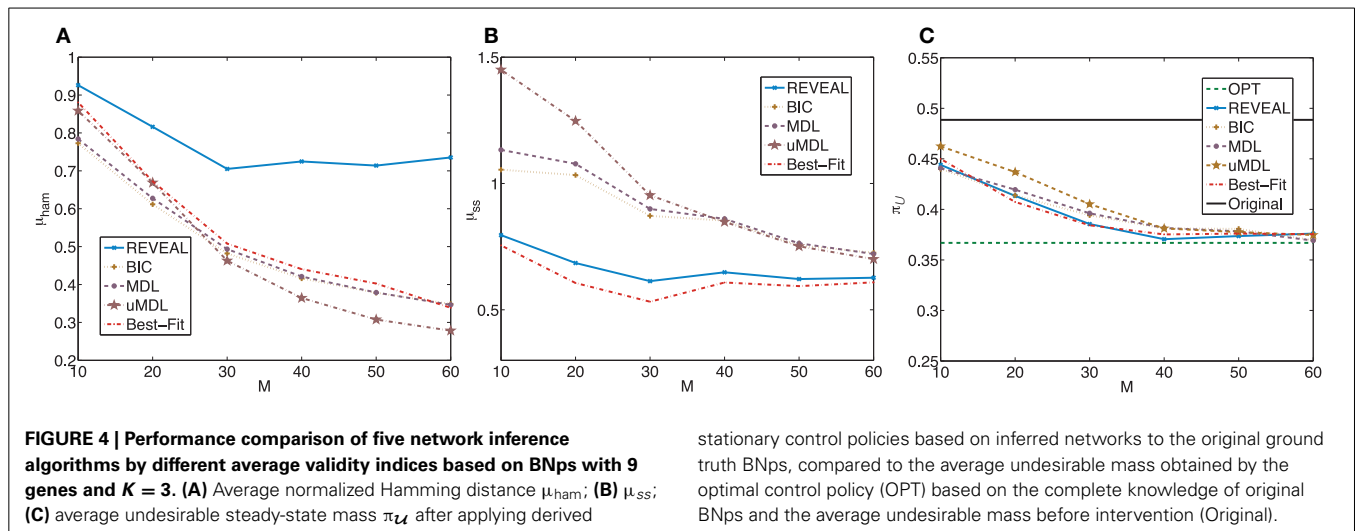 A
1
0.9
0.8
0.7
0.6
0.5
0.4
0.3
0.2
μham
10 20 30 40 50 60
M
REVEAL
BIC
MDL
uMDL
Best–Fit
B
1.5
1
0.5
μss
10 20 30 40 50 60
M
REVEAL
BIC
MDL
uMDL
Best–Fit
C
0.55
0.5
0.45
0.4
0.35
0.3
0.25
πU
10 20 30 40 50 60
M
OPT
REVEAL
BIC
MDL
uMDL
Best–Fit
Original
FIGURE 4 | Performance comparison of five network inference
algorithms by different average validity indices based on BNps with 9
genes and K = 3. (A) Average normalized Hamming distance μham; (B) μss;
(C) average undesirable steady-state mass π𝒰 after applying derived
stationary control policies based on inferred networks to the original ground
truth BNps, compared to the average undesirable mass obtained by the
optimal control policy (OPT) based on the complete knowledge of original
BNps and the average undesirable mass before intervention (Original).